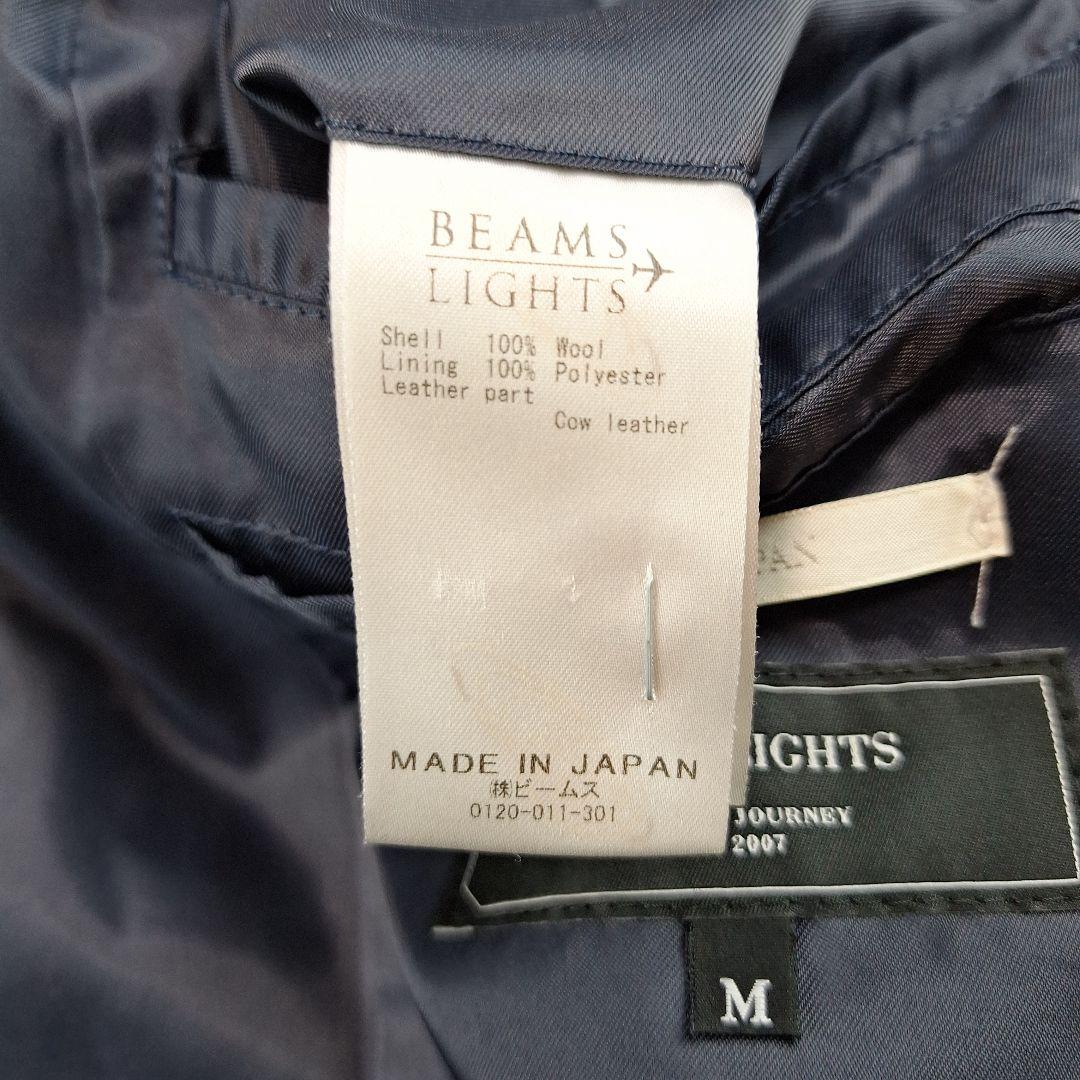 BEAMS
LIGHTS
Shell 100% Wool
Lining 100% Polyester
Leather part
Cow leather
MADE IN JAPAN
㈱ビームス
0120-011-301
PAN
IGHTS
JOURNEY
2007
M